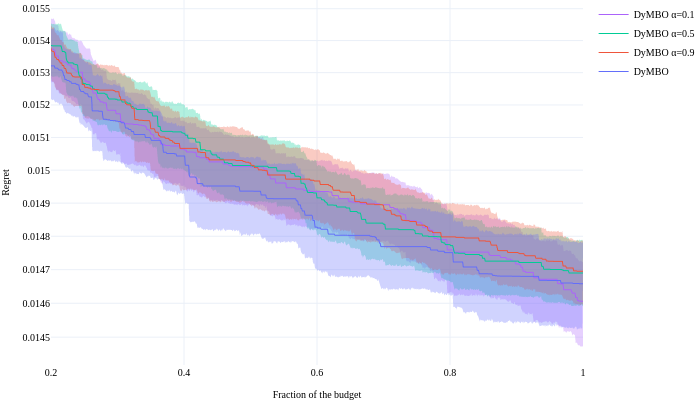 0.0155
0.0154
0.0153
0.0152
0.0151
0.015
0.0149
0.0148
0.0147
0.0146
0.0145
Regret
0.2
0.4
0.6
0.8
1
Fraction of the budget
DyMBO α=0.1
DyMBO α=0.5
DyMBO α=0.9
DyMBO